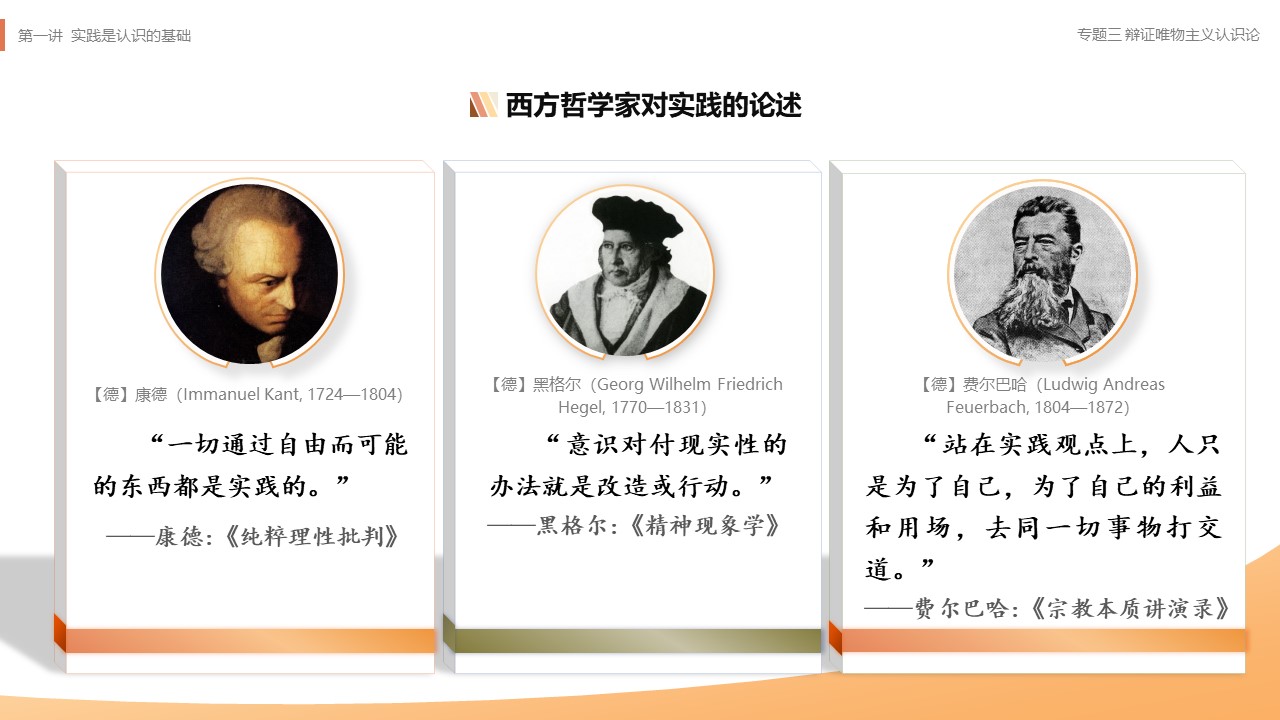 第一讲 实践是认识的基础
专题三 辩证唯物主义认识论
西方哲学家对实践的论述
【德】康德（Immanuel Kant, 1724—1804）
“一切通过自由而可能
的东西都是实践的。”
——康德：《纯粹理性批判》
【德】黑格尔（Georg Wilhelm Friedrich
Hegel, 1770—1831）
“意识对付现实性的
办法就是改造或行动。”
——黑格尔：《精神现象学》
【德】费尔巴哈（Ludwig Andreas
Feuerbach, 1804—1872）
“站在实践观点上，人只
是为了自己，为了自己的利益
和用场，去同一切事物打交
道。”
——费尔巴哈：《宗教本质讲演录》